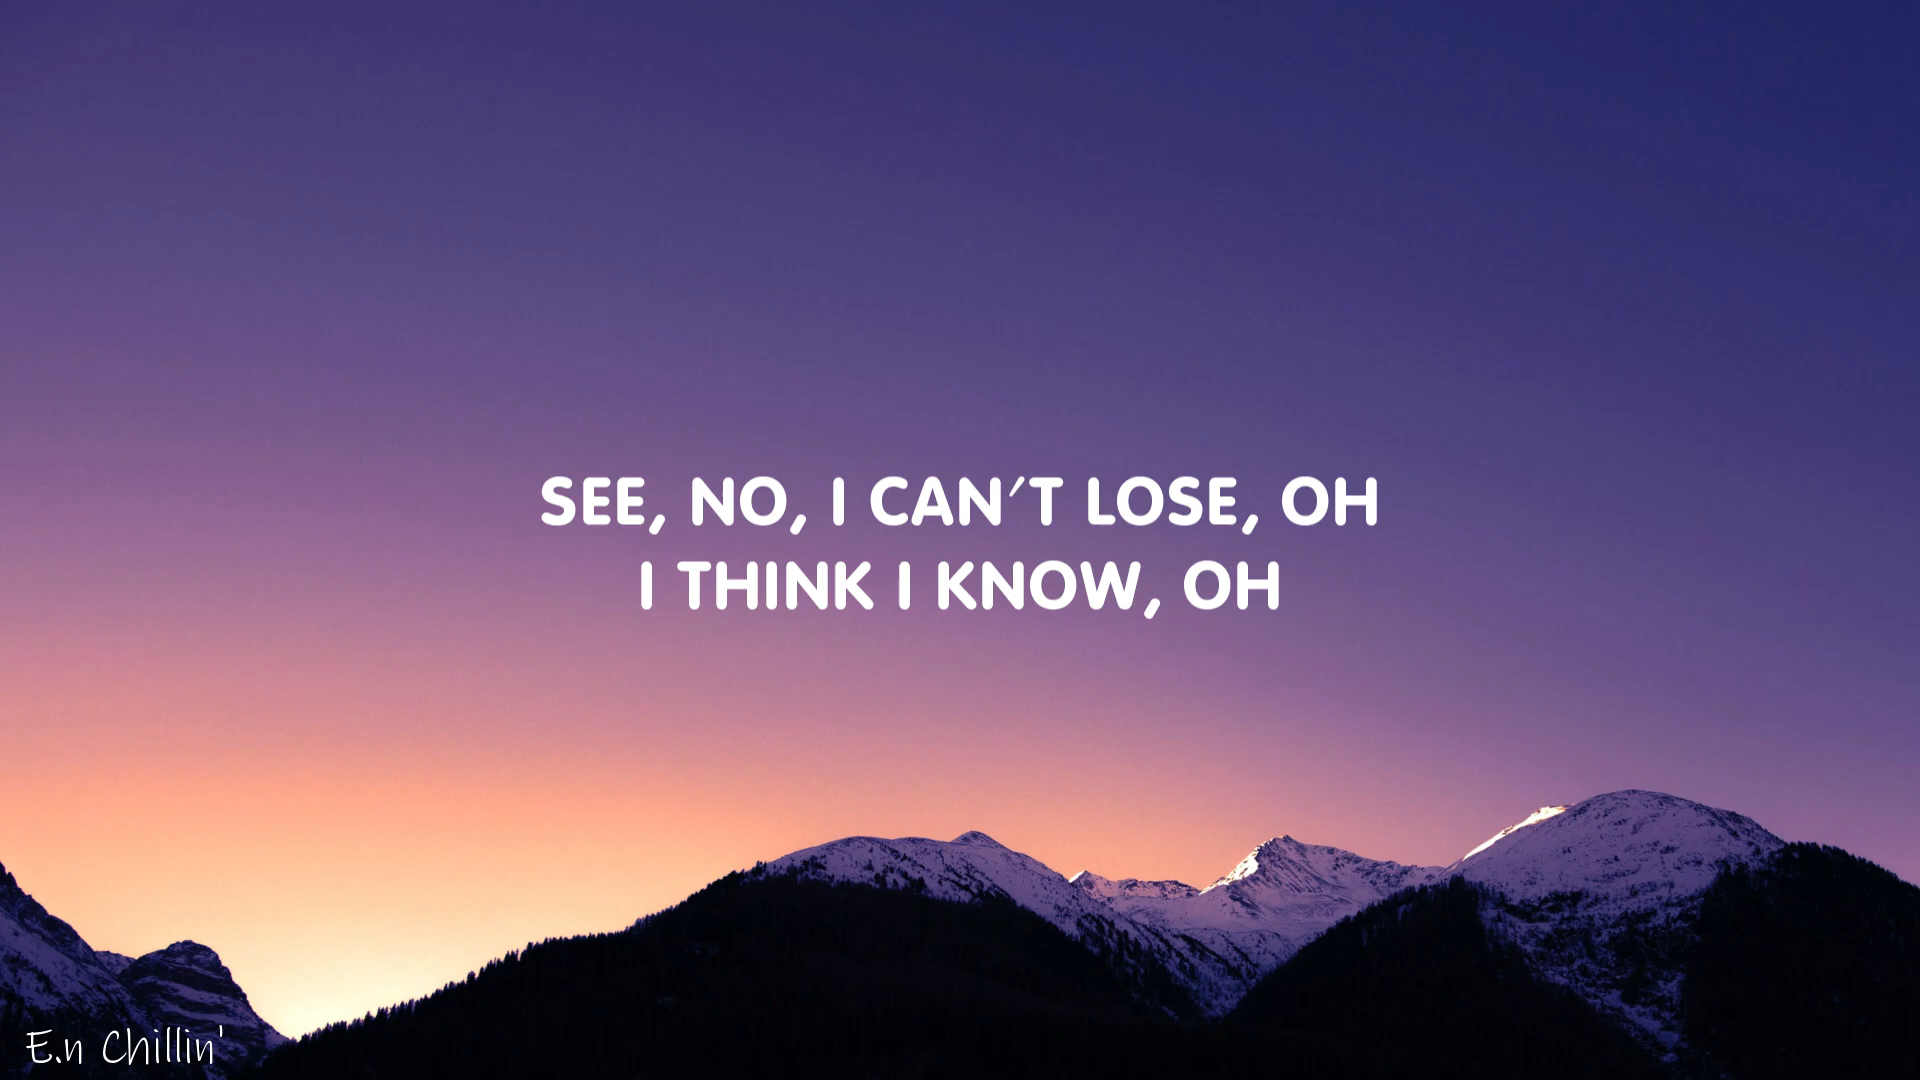 SEE, NO, I CAN'T LOSE, OH
I THINK I KNOW, OH
E.n Chillin'